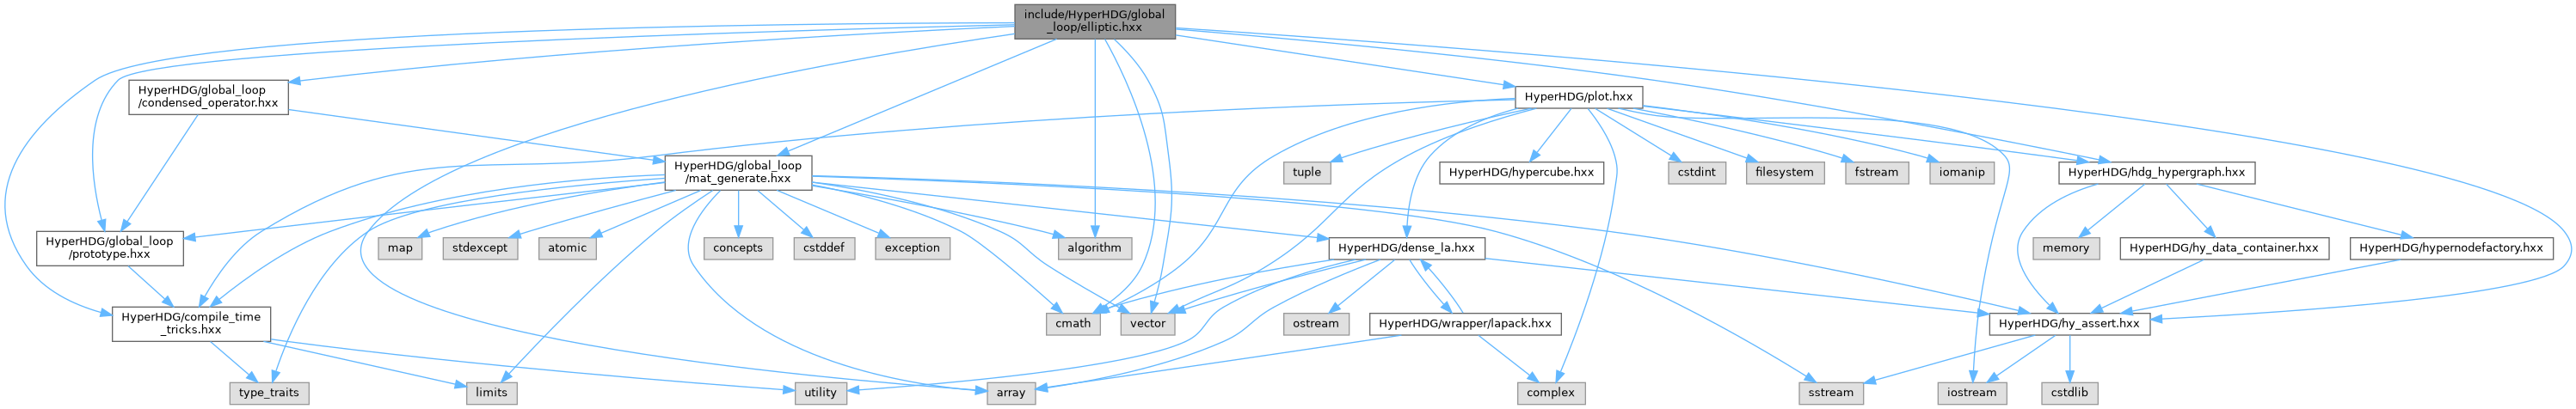 include/HyperHDG/global
_loop/elliptic.hxx
HyperHDG/global_loop
/condensed_operator.hxx
HyperHDG/plot.hxx
HyperHDG/global_loop
/mat_generate.hxx
tuple
HyperHDG/hypercube.hxx
cstdint
filesystem
fstream
iomanip
HyperHDG/hdg_hypergraph.hxx
HyperHDG/global_loop
/prototype.hxx
map
stdexcept
atomic
concepts
cstddef
exception
algorithm
HyperHDG/dense_la.hxx
memory
HyperHDG/hy_data_container.hxx
HyperHDG/hypernodefactory.hxx
HyperHDG/compile_time
_tricks.hxx
cmath
vector
ostream
HyperHDG/wrapper/lapack.hxx
HyperHDG/hy_assert.hxx
type_traits
limits
utility
array
complex
sstream
iostream
cstdlib